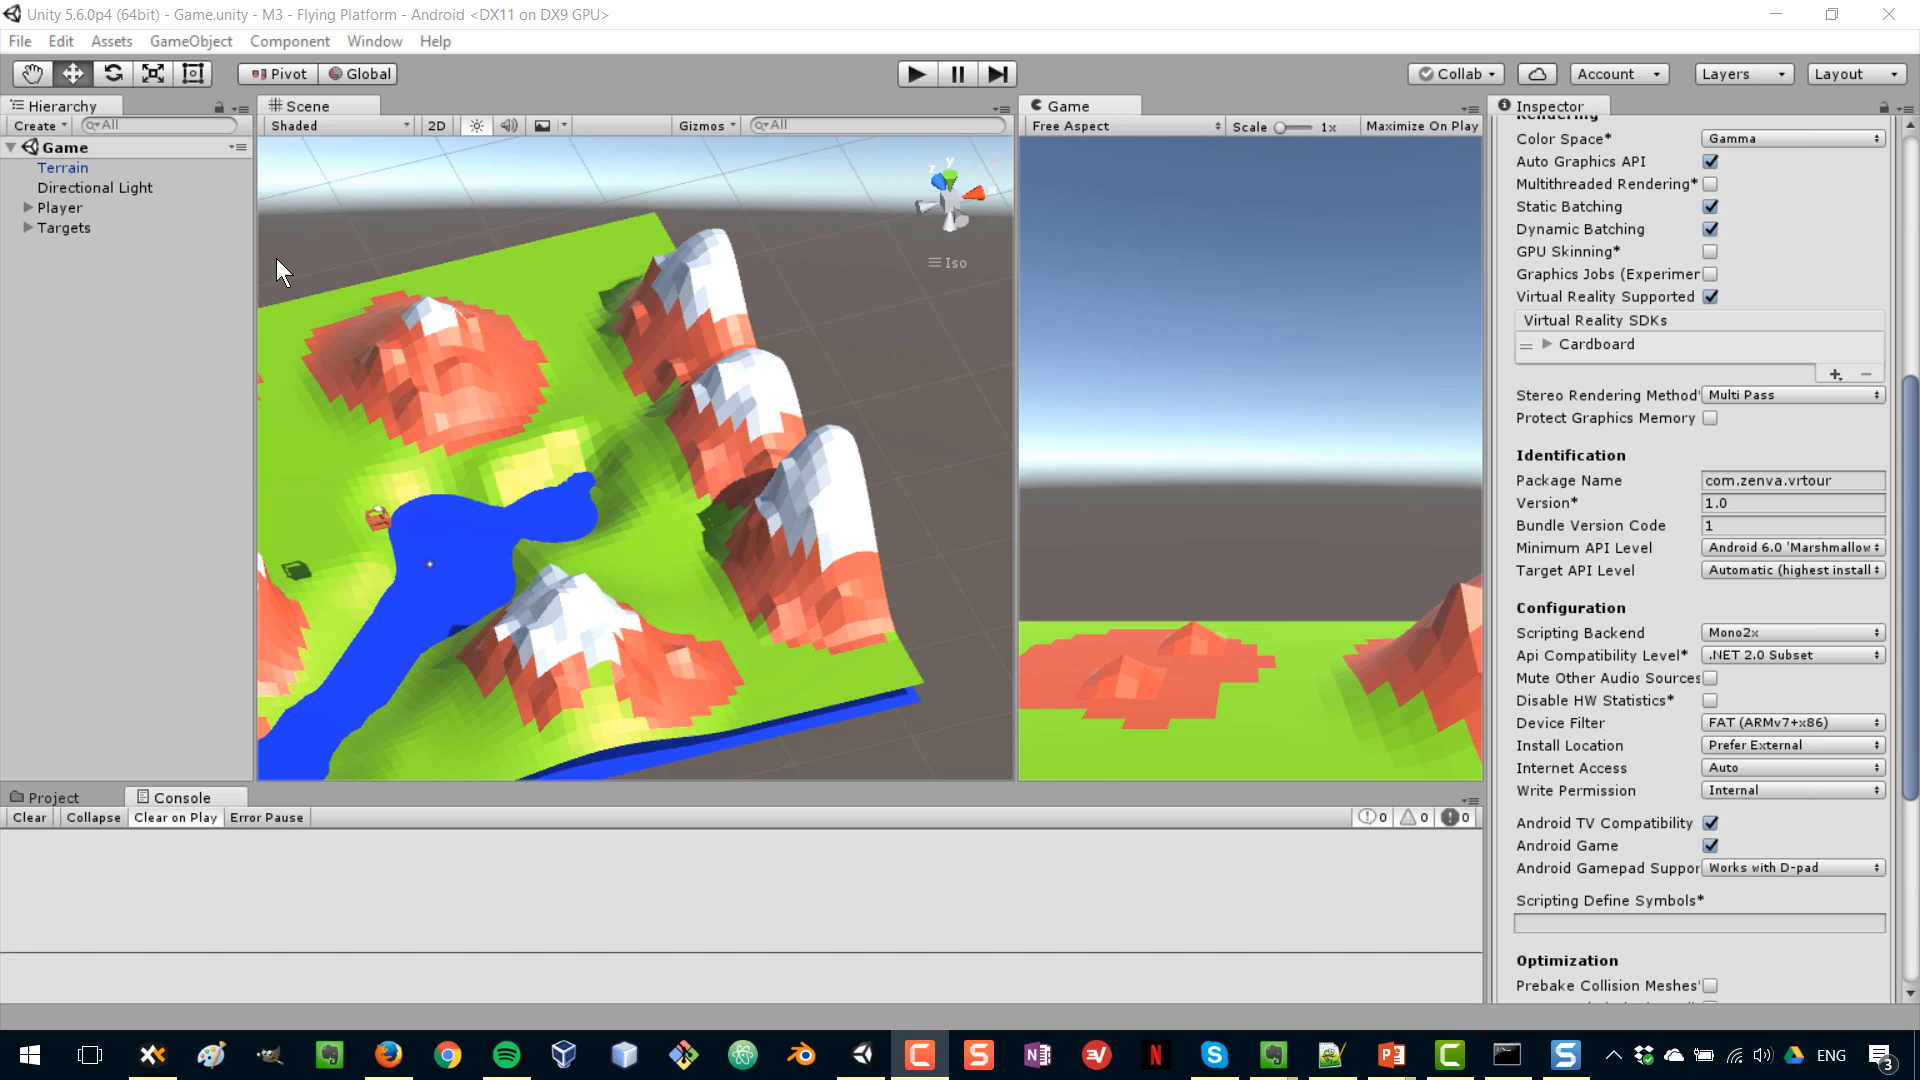 Unity 5.6.0p4 (64bit) - Game.unity - M3 - Flying Platform - Android <DX11 on DX9 GPU>
File Edit Assets GameObject Component Window Help
Pivot Global Collab Account Layers Layout
Hierarchy Scene Game Inspector
Create All Shaded 2D Gizmos All Free Aspect Scale 1x Maximize On Play
Game
Terrain
Directional Light
Player
Targets
y
z
Iso
Rendering
Color Space* Gamma
Auto Graphics API
Multithreaded Rendering*
Static Batching
Dynamic Batching
GPU Skinning*
Graphics Jobs (Experimer
Virtual Reality Supported
Virtual Reality SDKs
Cardboard
Stereo Rendering Method* Multi Pass
Protect Graphics Memory
Identification
Package Name com.zenva.vrtour
Version* 1.0
Bundle Version Code 1
Minimum API Level Android 6.0 'Marshmallow
Target API Level Automatic (highest install
Configuration
Scripting Backend Mono2x
Api Compatibility Level* .NET 2.0 Subset
Mute Other Audio Sources
Disable HW Statistics*
Device Filter FAT (ARMv7+x86)
Install Location Prefer External
Internet Access Auto
Write Permission Internal
Android TV Compatibility
Android Game
Android Gamepad Suppor Works with D-pad
Scripting Define Symbols*
Optimization
Prebake Collision Meshes*
Project Console
Clear Collapse Clear on Play Error Pause 0 0 0
ENG 3